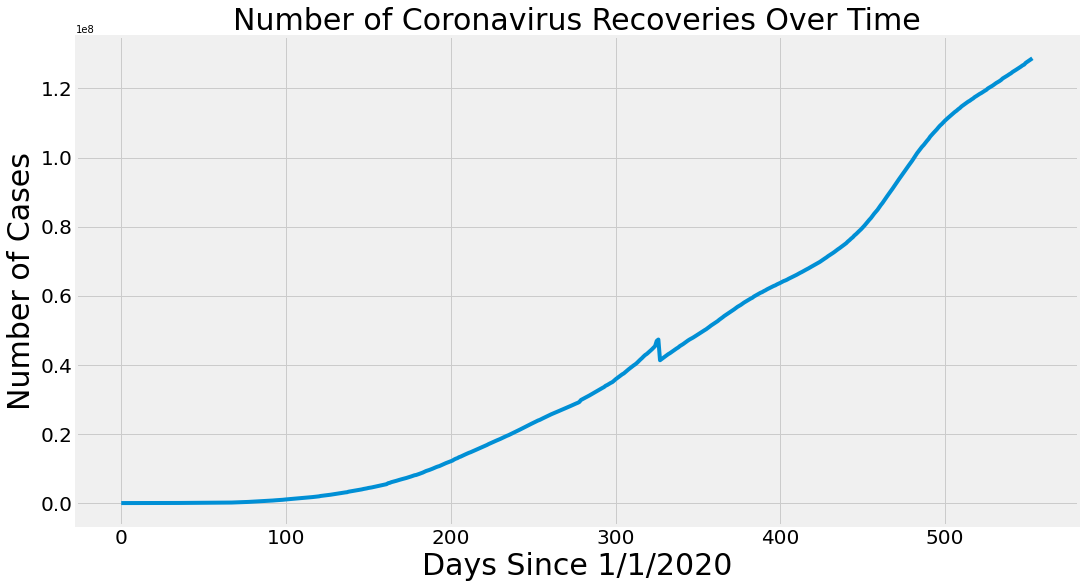 Number of Coronavirus Recoveries Over Time
1e8
1.2
1.0
0.8
0.6
0.4
0.2
0.0
Number of Cases
0 100 200 300 400 500
Days Since 1/1/2020